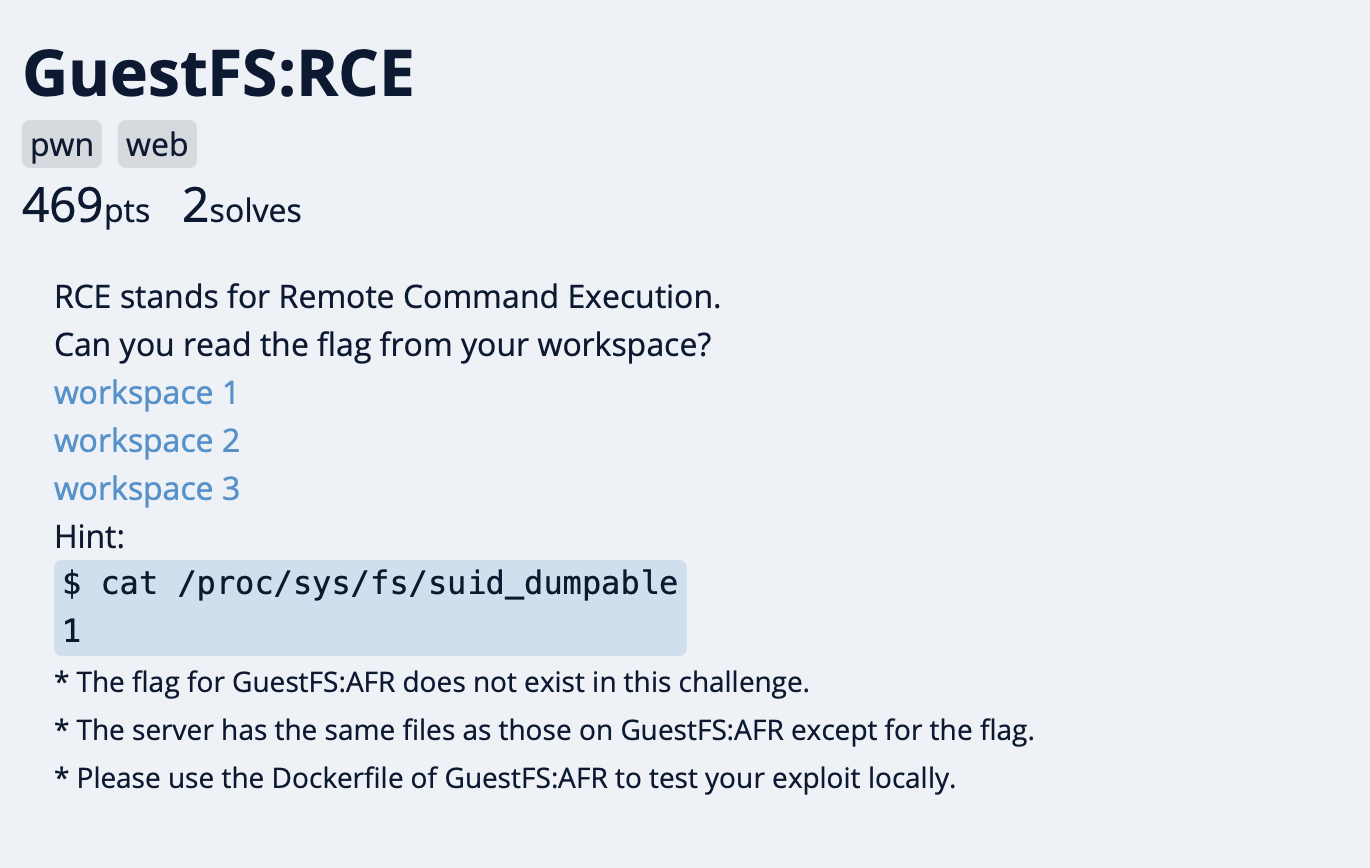 GuestFS:RCE
pwn web
469pts 2solves
RCE stands for Remote Command Execution.
Can you read the flag from your workspace?
workspace 1
workspace 2
workspace 3
Hint:
$ cat /proc/sys/fs/suid_dumpable
1
* The flag for GuestFS:AFR does not exist in this challenge.
* The server has the same files as those on GuestFS:AFR except for the flag.
* Please use the Dockerfile of GuestFS:AFR to test your exploit locally.